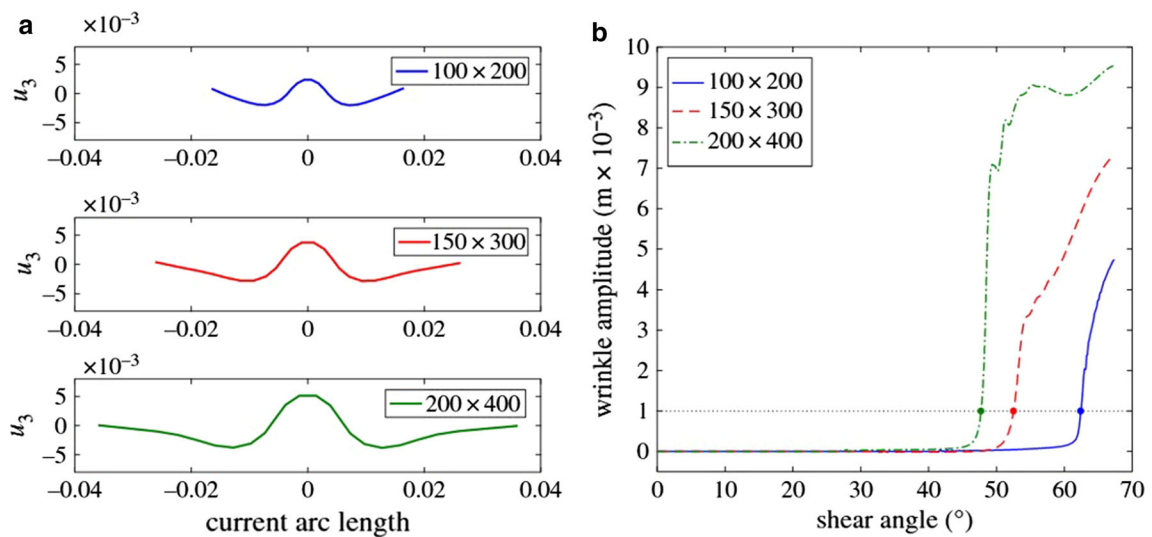 a
×10⁻³
u₃
5
0
−5
100 × 200
−0.04 −0.02 0 0.02 0.04
×10⁻³
u₃
5
0
−5
150 × 300
−0.04 −0.02 0 0.02 0.04
×10⁻³
u₃
5
0
−5
200 × 400
−0.04 −0.02 0 0.02 0.04
current arc length
b
wrinkle amplitude (m × 10⁻³)
10
9
8
7
6
5
4
3
2
1
0
100 × 200
150 × 300
200 × 400
0 10 20 30 40 50 60 70
shear angle (°)